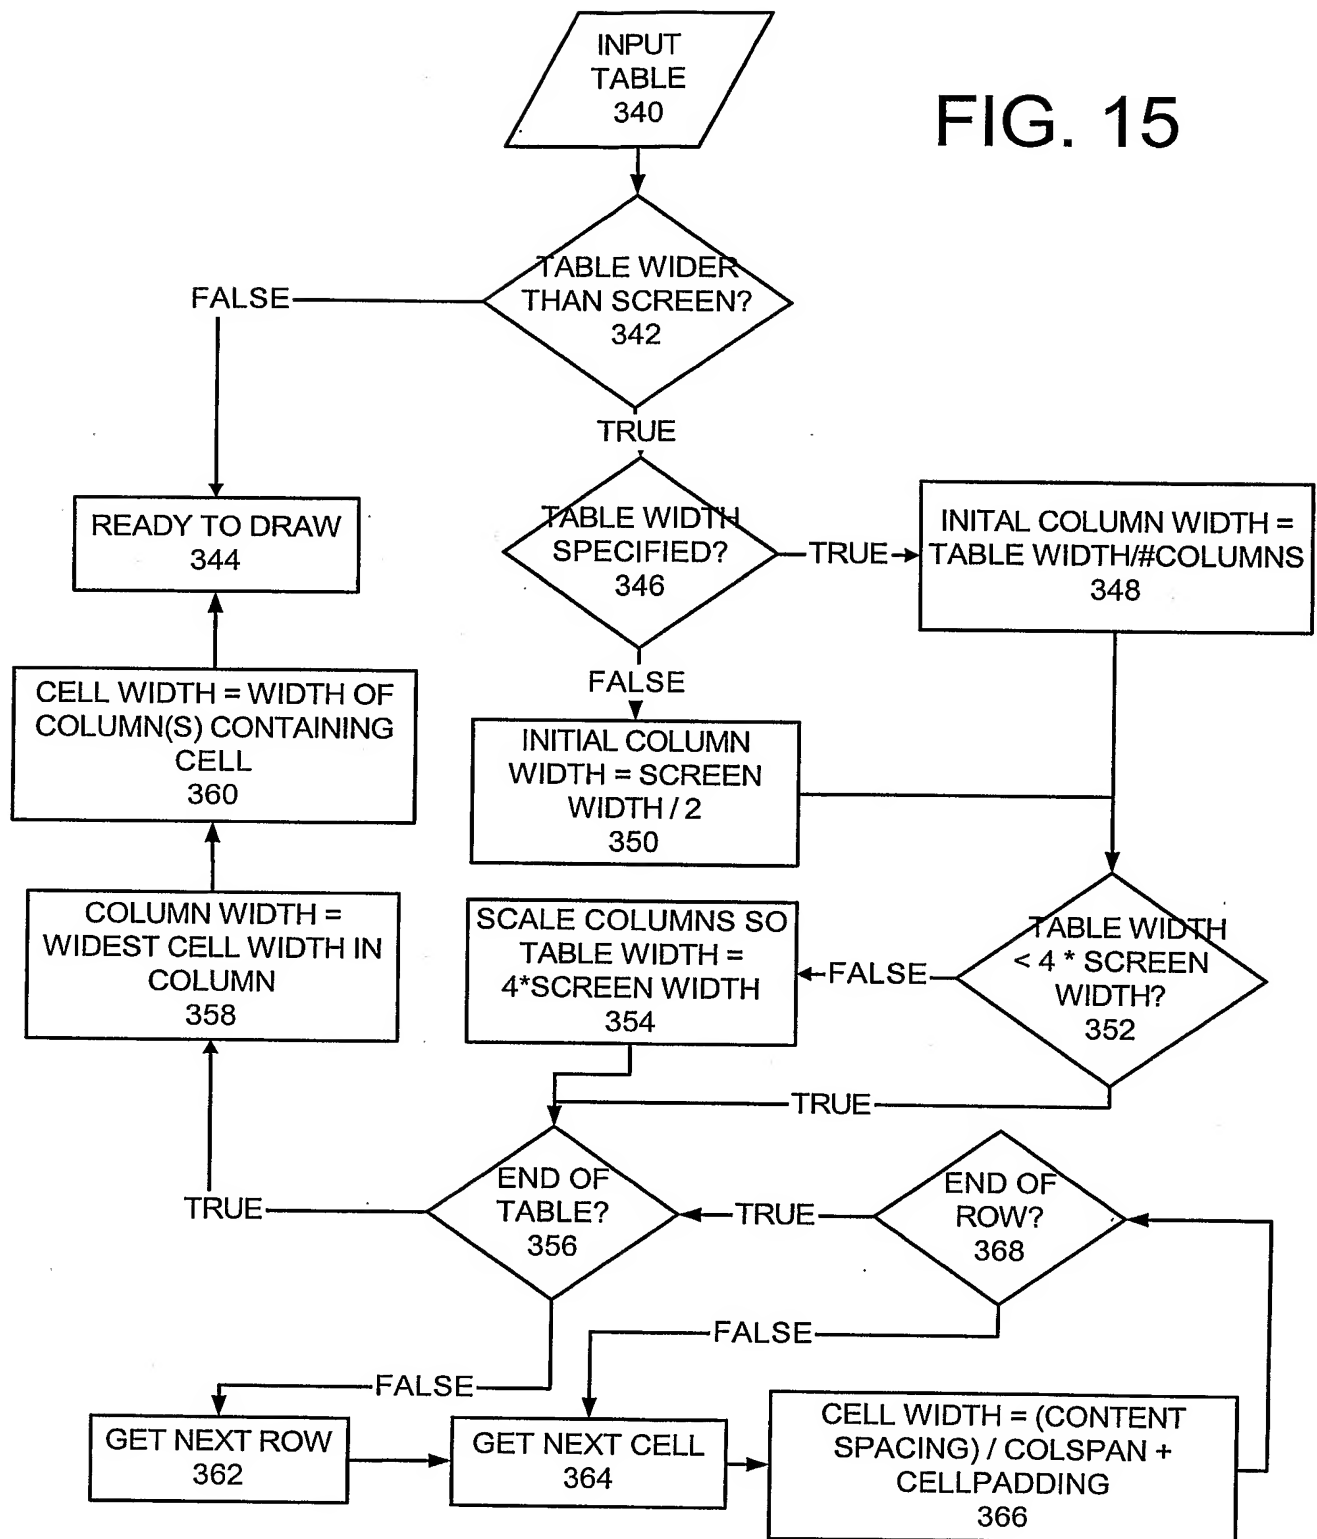 INPUT
TABLE
340
FIG. 15
TABLE WIDER
THAN SCREEN?
342
FALSE
TRUE
READY TO DRAW
344
TABLE WIDTH
SPECIFIED?
346
TRUE
INITAL COLUMN WIDTH =
TABLE WIDTH/#COLUMNS
348
FALSE
CELL WIDTH = WIDTH OF
COLUMN(S) CONTAINING
CELL
360
INITIAL COLUMN
WIDTH = SCREEN
WIDTH / 2
350
COLUMN WIDTH =
WIDEST CELL WIDTH IN
COLUMN
358
SCALE COLUMNS SO
TABLE WIDTH =
4*SCREEN WIDTH
354
FALSE
TABLE WIDTH
< 4 * SCREEN
WIDTH?
352
TRUE
TRUE
END OF
TABLE?
356
TRUE
END OF
ROW?
368
FALSE
FALSE
GET NEXT ROW
362
GET NEXT CELL
364
CELL WIDTH = (CONTENT
SPACING) / COLSPAN +
CELLPADDING
366